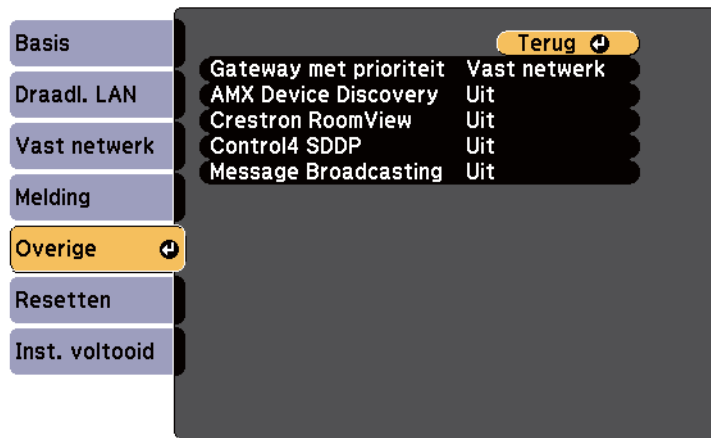 Basis
Draadl. LAN
Vast netwerk
Melding
Overige
Resetten
Inst. voltooid
Terug
Gateway met prioriteit Vast netwerk
AMX Device Discovery Uit
Crestron RoomView Uit
Control4 SDDP Uit
Message Broadcasting Uit